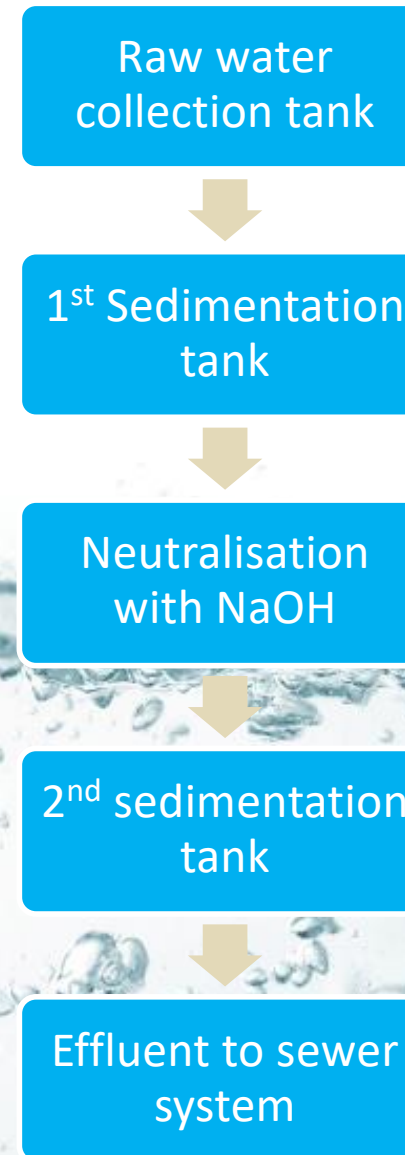 Raw water
collection tank
1st Sedimentation
tank
Neutralisation
with NaOH
2nd sedimentation
tank
Effluent to sewer
system